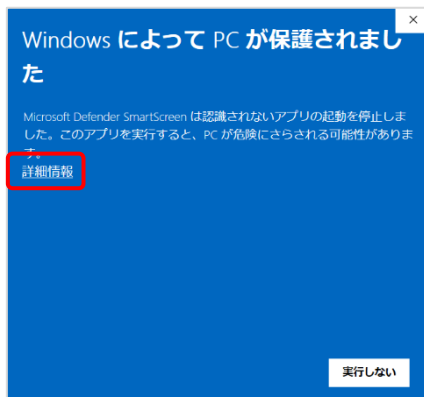 Windows によって PC が保護されまし
た
Microsoft Defender SmartScreen は認識されないアプリの起動を停止しま
した。このアプリを実行すると、PC が危険にさらされる可能性がありま
す。
詳細情報
実行しない